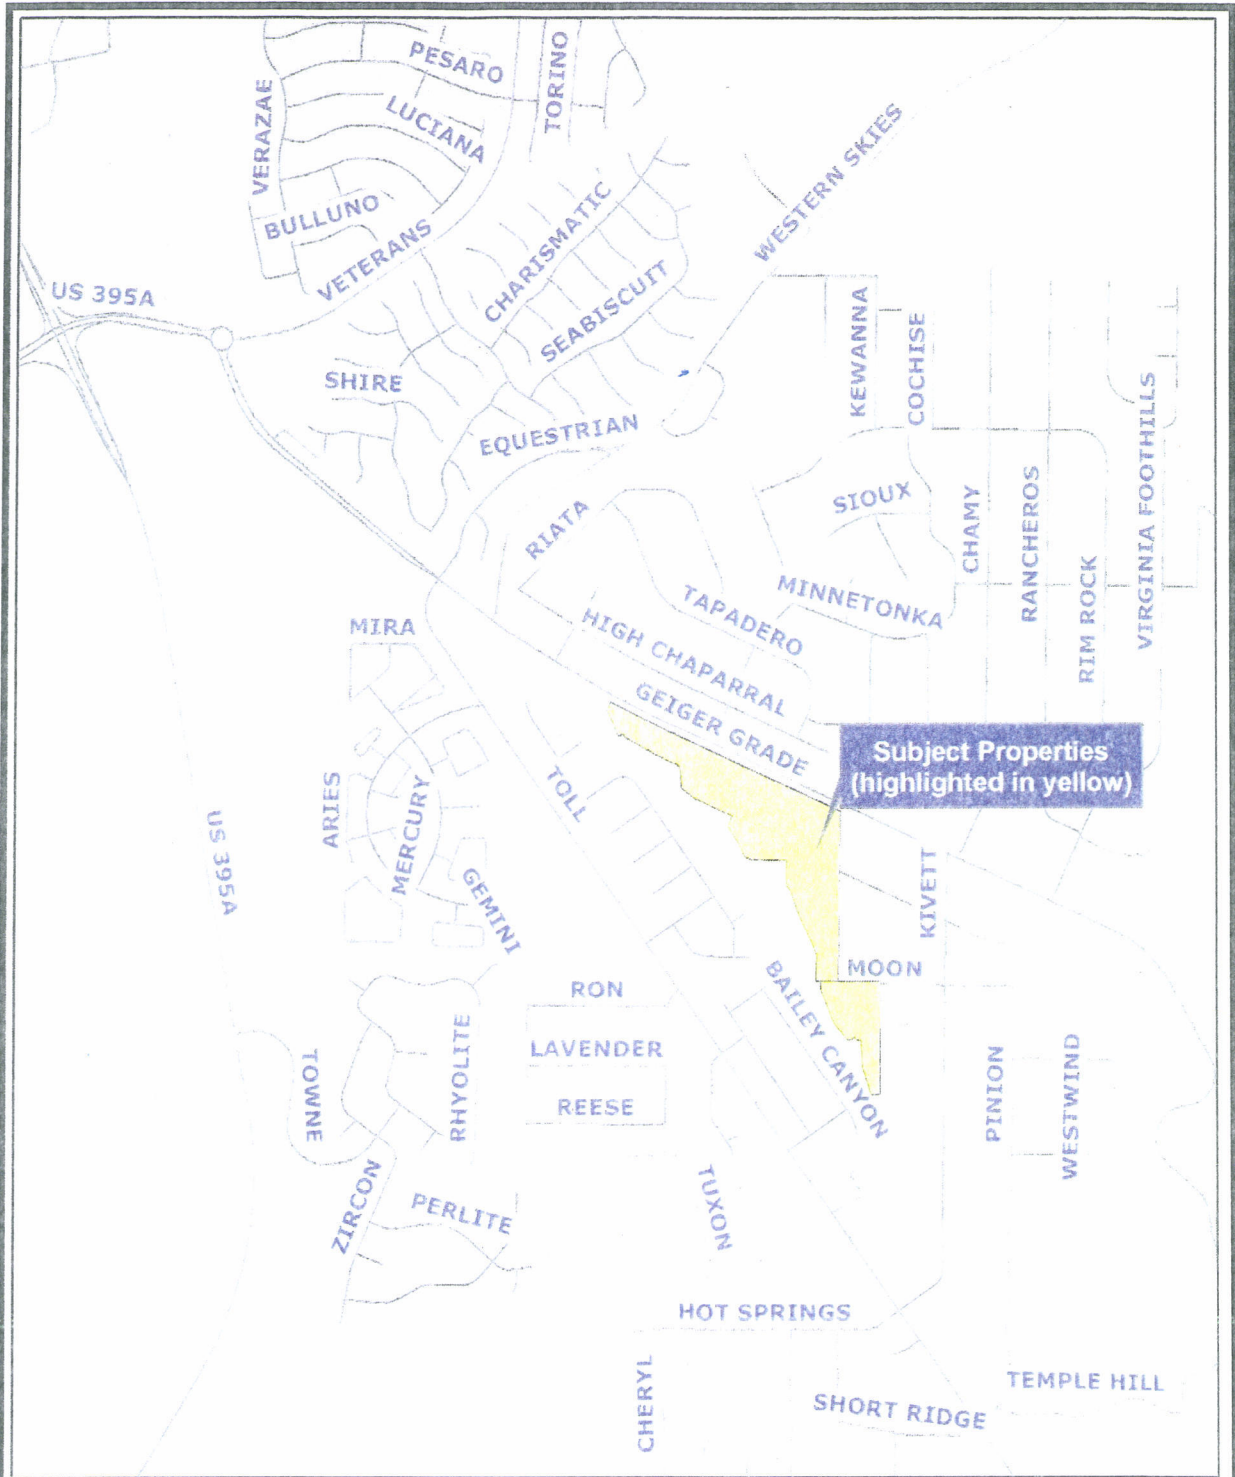 PESARO
TORINO
LUCIANA
VERAZAE
BULLUNO
VETERANS
CHARISMATIC
WESTERN SKIES
US 395A
SEABISCUIT
KEWANNA
COCHISE
SHIRE
EQUESTRIAN
VIRGINIA FOOTHILLS
SIOUX
CHAMY
RANCHEROS
RIATA
MINNETONKA
RIM ROCK
TAPADERO
MIRA
HIGH CHAPARRAL
GEIGER GRADE
Subject Properties
(highlighted in yellow)
TOLL
ARIES
MERCURY
US 395A
GEMINI
KIVETT
MOON
BAILEY CANYON
RON
LAVENDER
REESE
RHYOLITE
TOWNE
PINION
WESTWIND
ZIRCON
PERLITE
TUXON
HOT SPRINGS
CHERYL
TEMPLE HILL
SHORT RIDGE